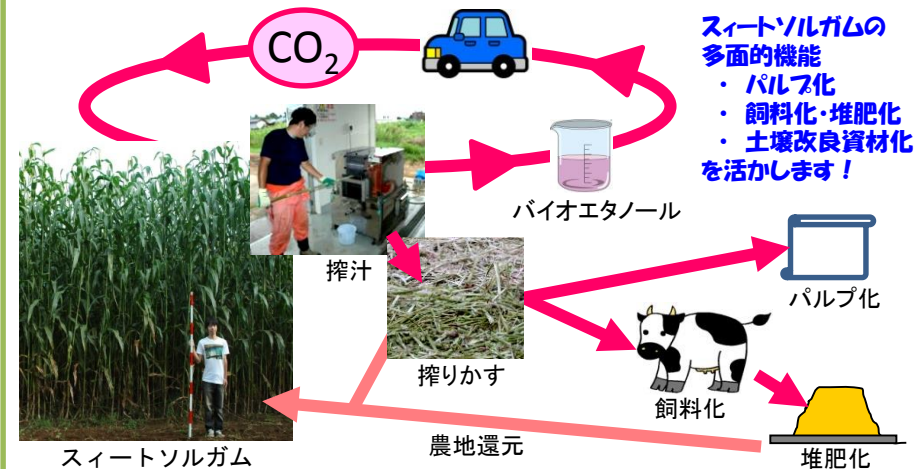 CO2
スィートソルガムの
多面的機能
・ パルプ化
・ 飼料化・堆肥化
・ 土壌改良資材化
を活かします！
バイオエタノール
搾汁
パルプ化
搾りかす
飼料化
農地還元
スィートソルガム
堆肥化